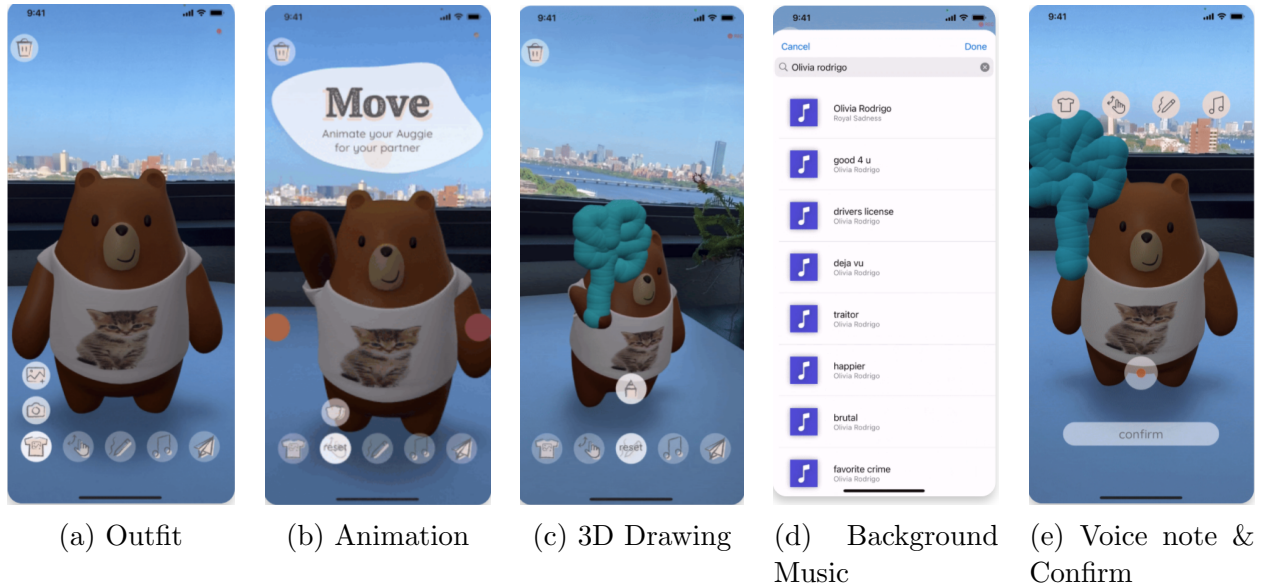 9:41
9:41
Move
Animate your Auggie
for your partner
reset
9:41
reset
9:41
Cancel
Done
Olivia rodrigo
Olivia Rodrigo
Royal Sadness
good 4 u
Olivia Rodrigo
drivers license
Olivia Rodrigo
deja vu
Olivia Rodrigo
traitor
Olivia Rodrigo
happier
Olivia Rodrigo
brutal
Olivia Rodrigo
favorite crime
Olivia Rodrigo
9:41
confirm
(a) Outfit
(b) Animation
(c) 3D Drawing
(d) Background
Music
(e) Voice note &
Confirm